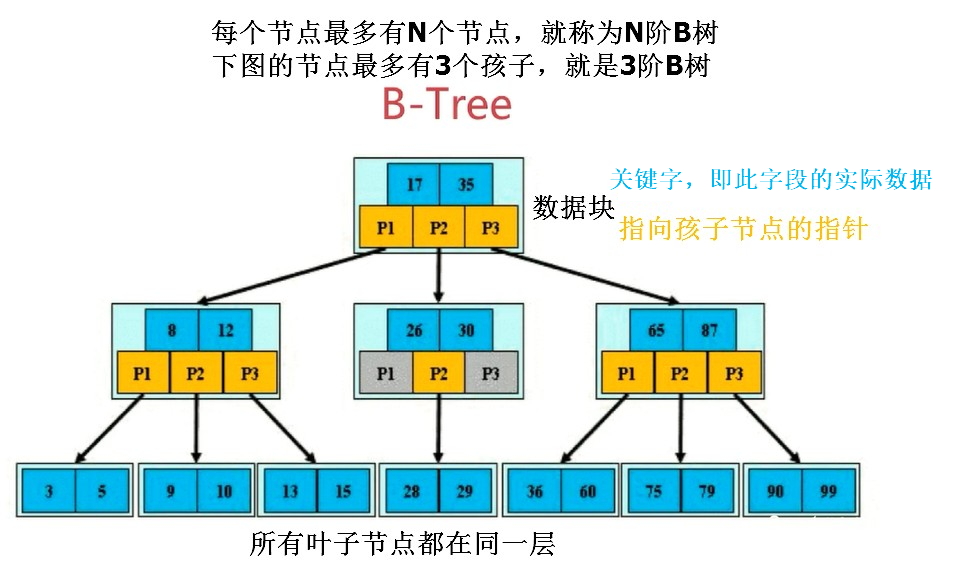 每个节点最多有N个节点，就称为N阶B树
下图的节点最多有3个孩子，就是3阶B树
B-Tree
17 35
关键字，即此字段的实际数据
数据块
P1 P2 P3
指向孩子节点的指针
8 12
26 30
65 87
P1 P2 P3
P1 P2 P3
P1 P2 P3
3 5
9 10
13 15
28 29
36 60
75 79
90 99
所有叶子节点都在同一层